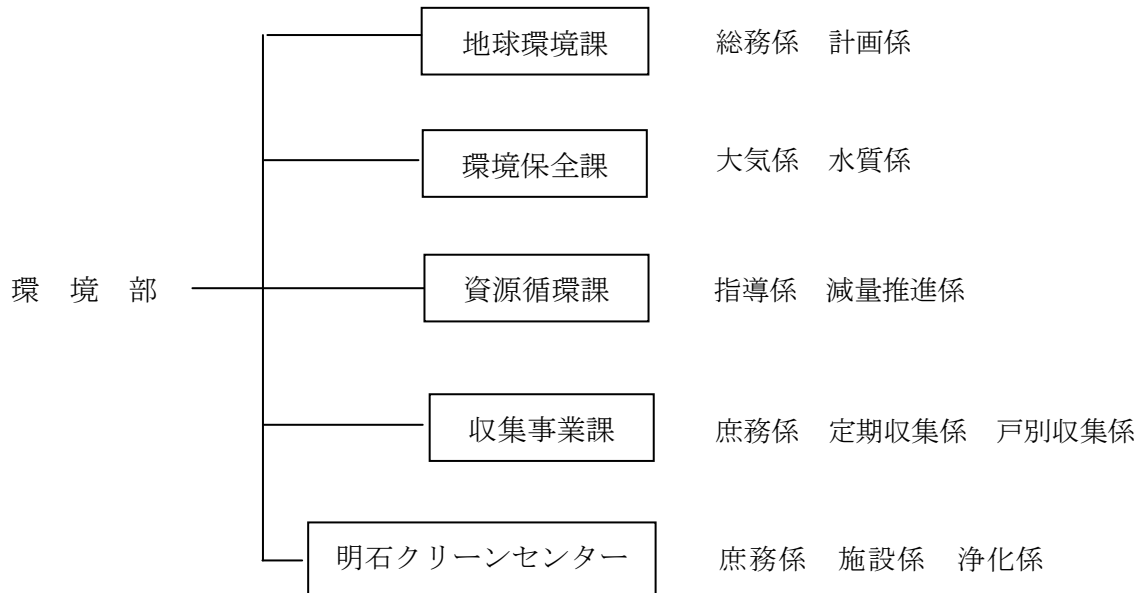 地球環境課 総務係 計画係
環境保全課 大気係 水質係
環境部 資源循環課 指導係 減量推進係
収集事業課 庶務係 定期収集係 戸別収集係
明石クリーンセンター 庶務係 施設係 浄化係